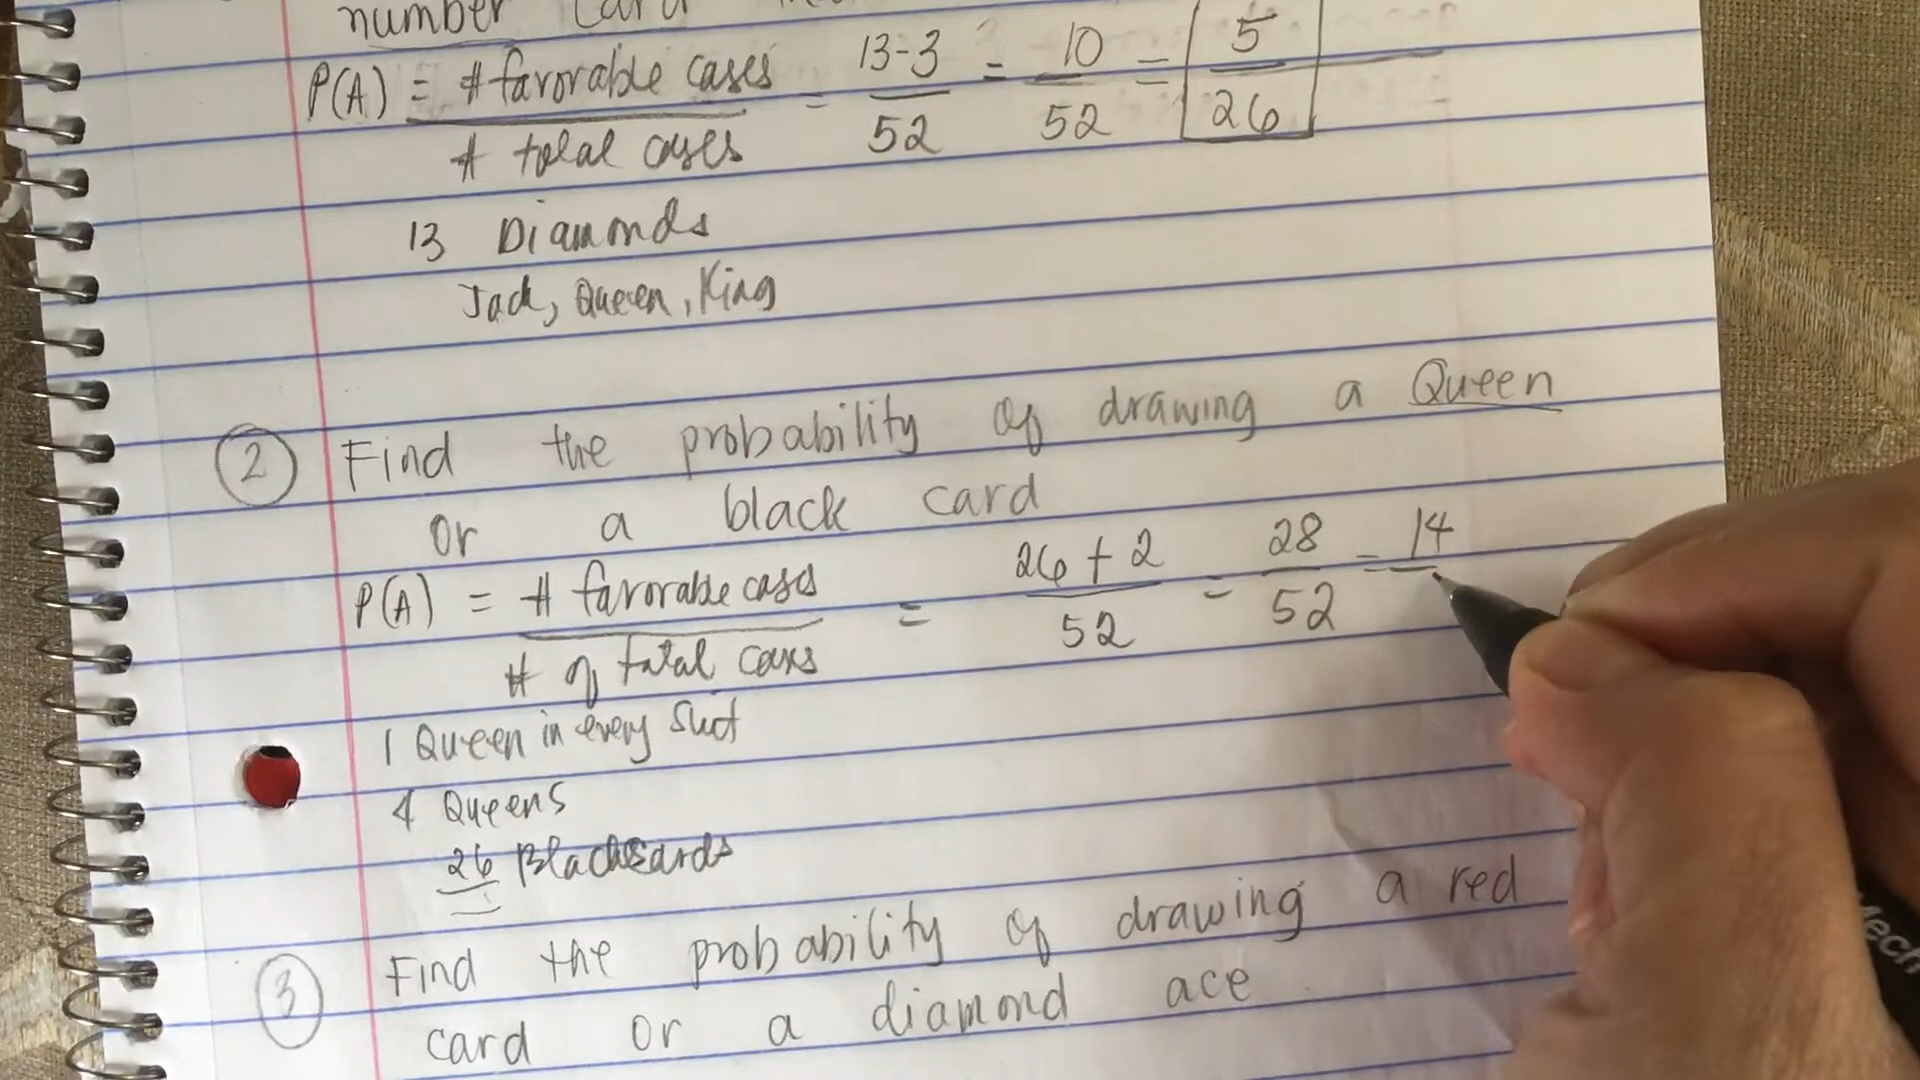 number card
P(A) = # favorable cases / # total cases = 13-3 / 52 = 10 / 52 = 5 / 26
13 Diamonds
Jack, Queen, King
2 Find the probability of drawing a Queen
or a black card
P(A) = # favorable cases / # of total cases = 26 + 2 / 52 = 28 / 52 = 14
1 Queen in every suit
4 Queens
26 Black cards
3 Find the probability of drawing a red
card or a diamond ace
Mech